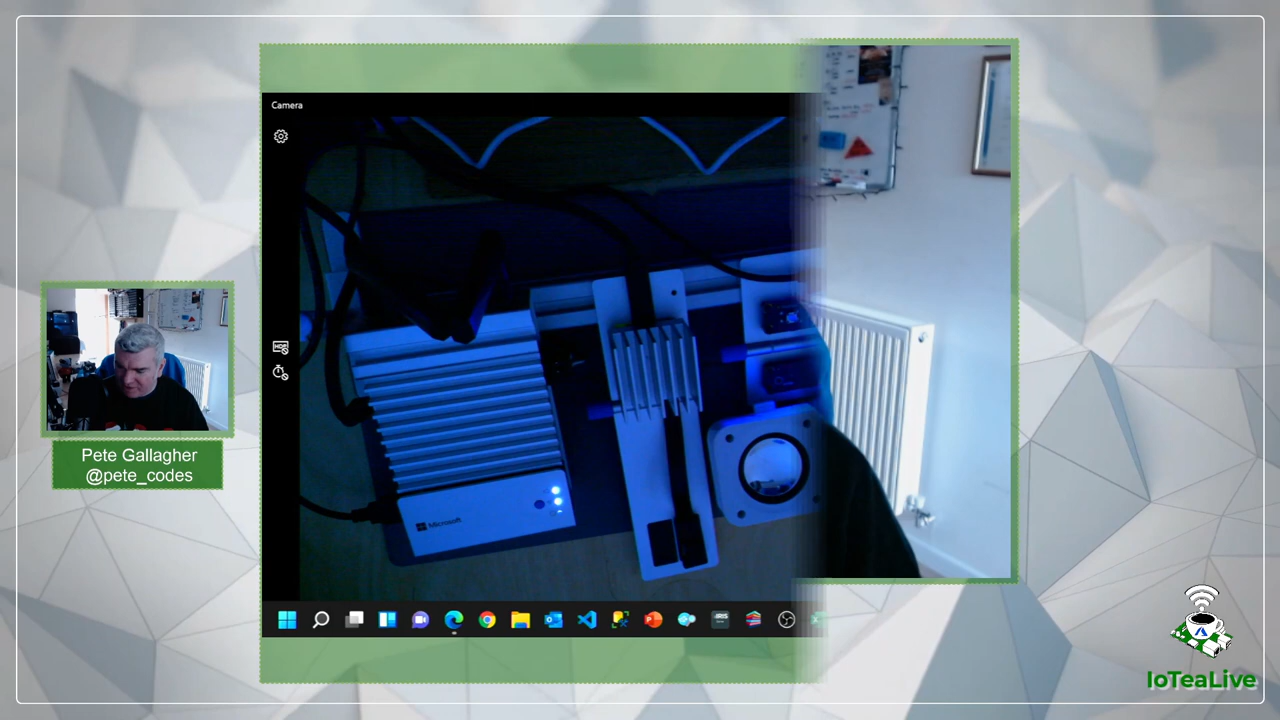 Camera
Pete Gallagher
@pete_codes
Microsoft
IoTeaLive